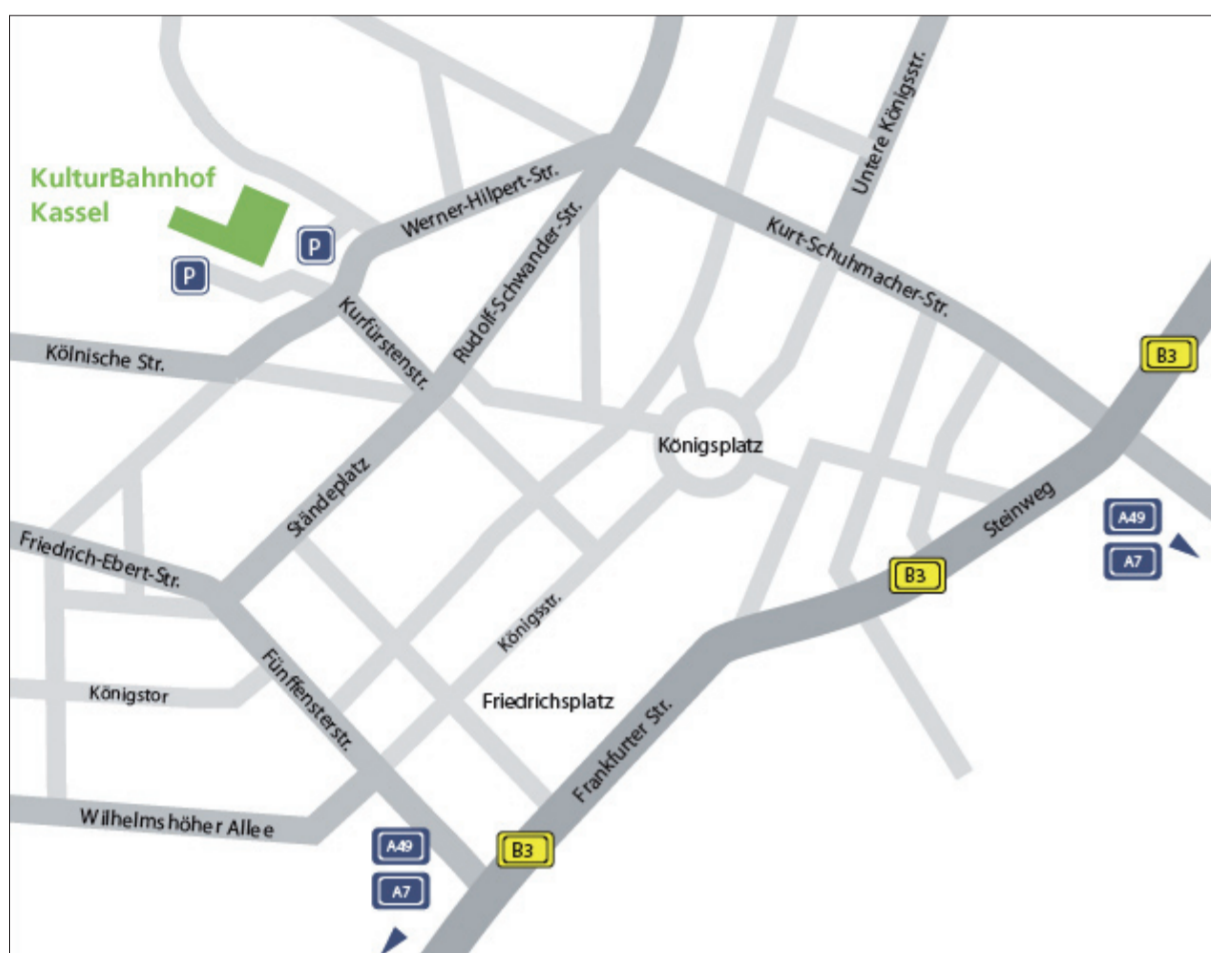 Untere Königsstr.
KulturBahnhof
Kassel
Werner-Hilpert-Str.
Kurt-Schuhmacher-Str.
P
P
Rudolf-Schwander-Str.
Kurfürstenstr.
Kölnische Str.
B3
Königsplatz
Ständeplatz
Steinweg
A49
A7
Friedrich-Ebert-Str.
B3
Königsstr.
Fünffensterstr.
Königstor
Friedrichsplatz
Frankfurter Str.
Wilhelmshöher Allee
A49
B3
A7